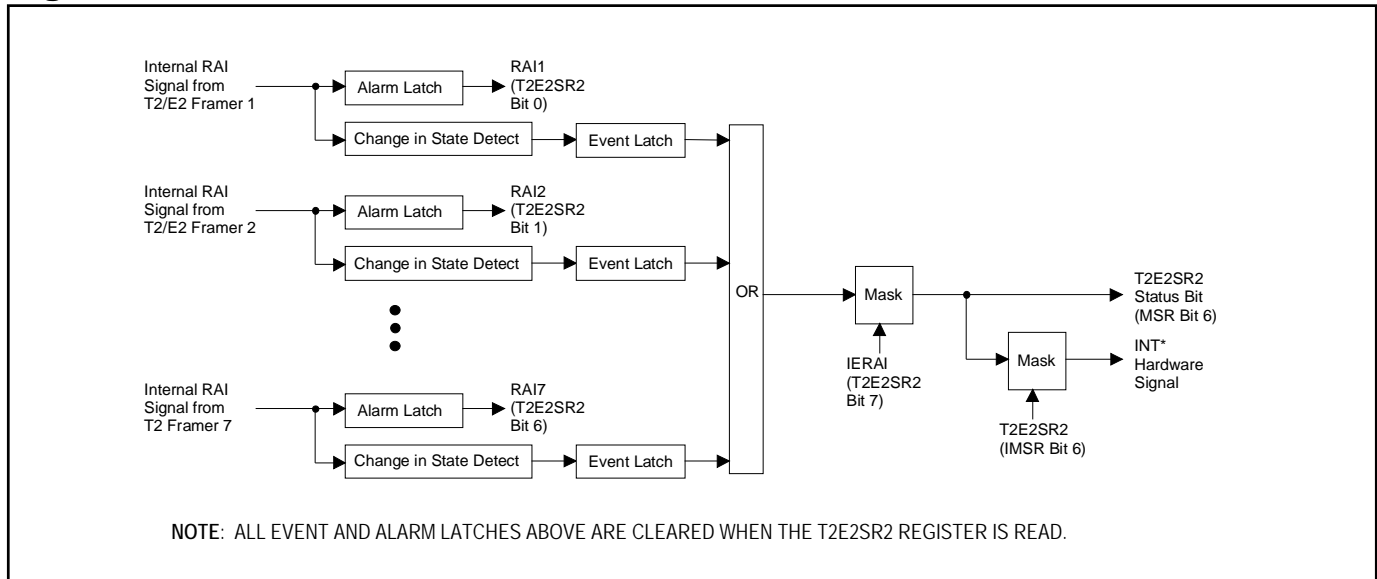 Internal RAI
Signal from
T2/E2 Framer 1
Alarm Latch
RAI1
(T2E2SR2
Bit 0)
Change in State Detect
Event Latch
Internal RAI
Signal from
T2/E2 Framer 2
Alarm Latch
RAI2
(T2E2SR2
Bit 1)
Change in State Detect
Event Latch
OR
Mask
T2E2SR2
Status Bit
(MSR Bit 6)
IERAI
(T2E2SR2
Bit 7)
Mask
INT*
Hardware
Signal
T2E2SR2
(IMSR Bit 6)
Internal RAI
Signal from
T2 Framer 7
Alarm Latch
RAI7
(T2E2SR2
Bit 6)
Change in State Detect
Event Latch
NOTE: ALL EVENT AND ALARM LATCHES ABOVE ARE CLEARED WHEN THE T2E2SR2 REGISTER IS READ.